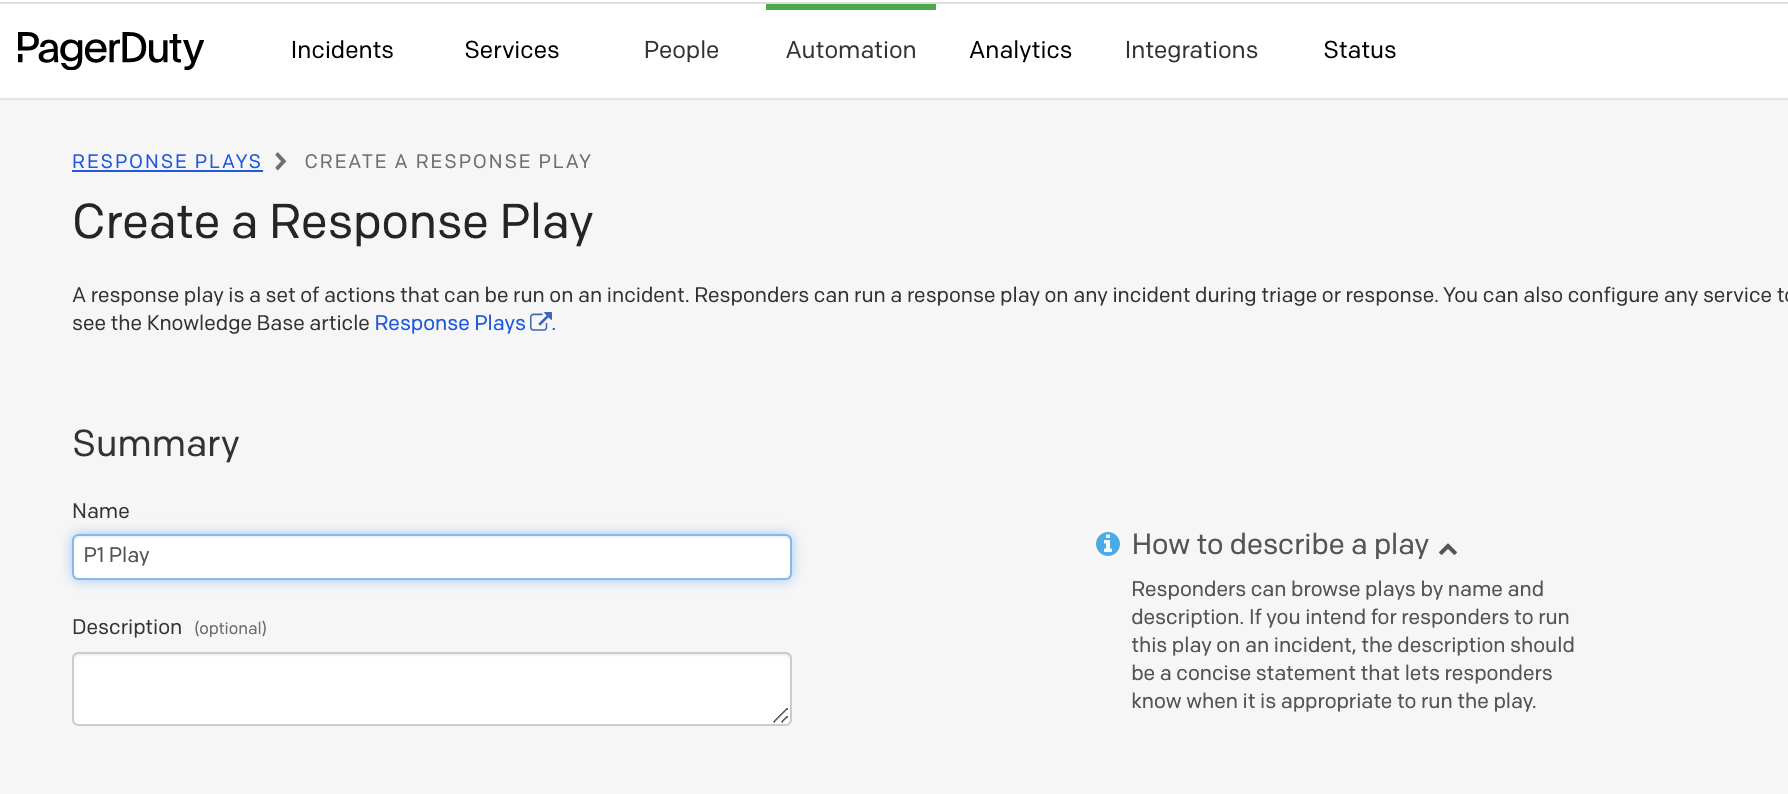 PagerDuty Incidents Services People Automation Analytics Integrations Status
RESPONSE PLAYS CREATE A RESPONSE PLAY
Create a Response Play
A response play is a set of actions that can be run on an incident. Responders can run a response play on any incident during triage or response. You can also configure any service
see the Knowledge Base article Response Plays.
Summary
Name
P1 Play
Description (optional)
How to describe a play
Responders can browse plays by name and
description. If you intend for responders to run
this play on an incident, the description should
be a concise statement that lets responders
know when it is appropriate to run the play.